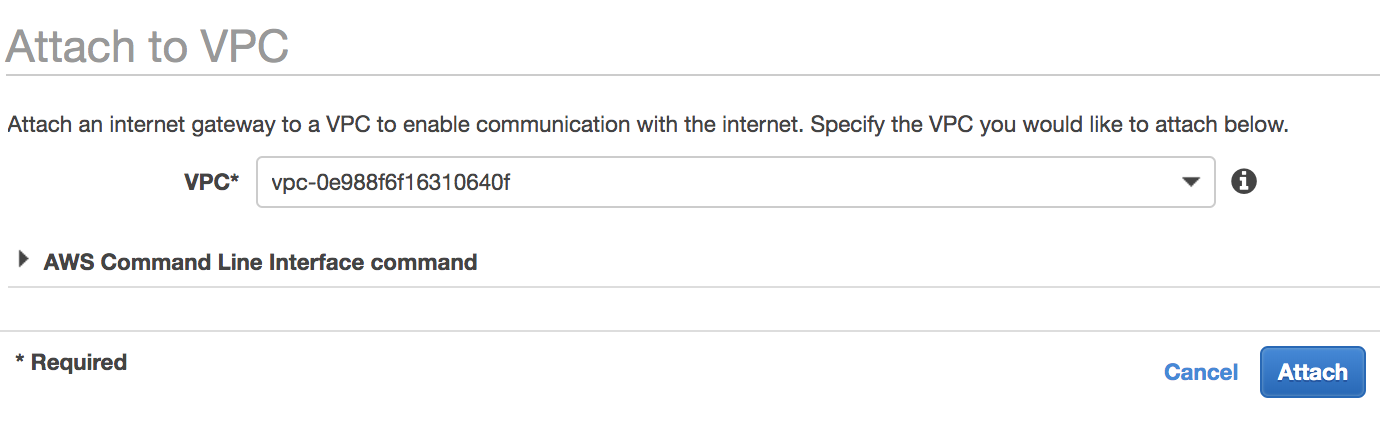 Attach to VPC
Attach an internet gateway to a VPC to enable communication with the internet. Specify the VPC you would like to attach below.
VPC* vpc-0e988f6f16310640f
AWS Command Line Interface command
* Required
Cancel Attach